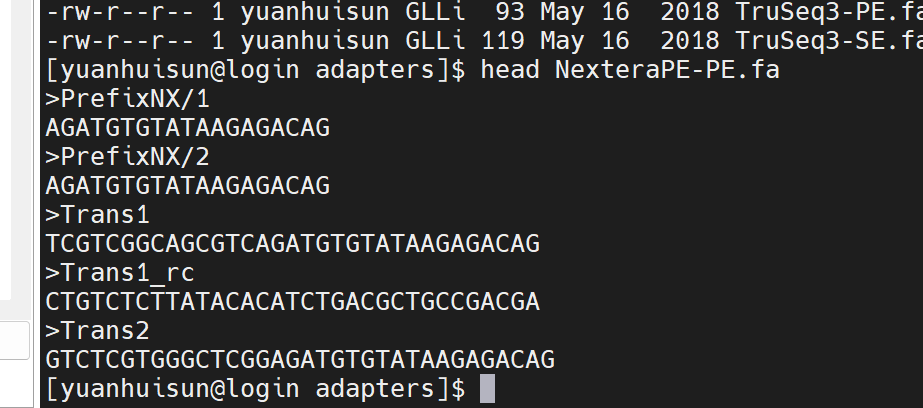 -rw-r--r-- 1 yuanhuisun GLLi  93 May 16  2018 TruSeq3-PE.fa
-rw-r--r-- 1 yuanhuisun GLLi 119 May 16  2018 TruSeq3-SE.fa
[yuanhuisun@login adapters]$ head NexteraPE-PE.fa
>PrefixNX/1
AGATGTGTATAAGAGACAG
>PrefixNX/2
AGATGTGTATAAGAGACAG
>Trans1
TCGTCGGCAGCGTCAGATGTGTATAAGAGACAG
>Trans1_rc
CTGTCTCTTATACACATCTGACGCTGCCGACGA
>Trans2
GTCTCGTGGGCTCGGAGATGTGTATAAGAGACAG
[yuanhuisun@login adapters]$